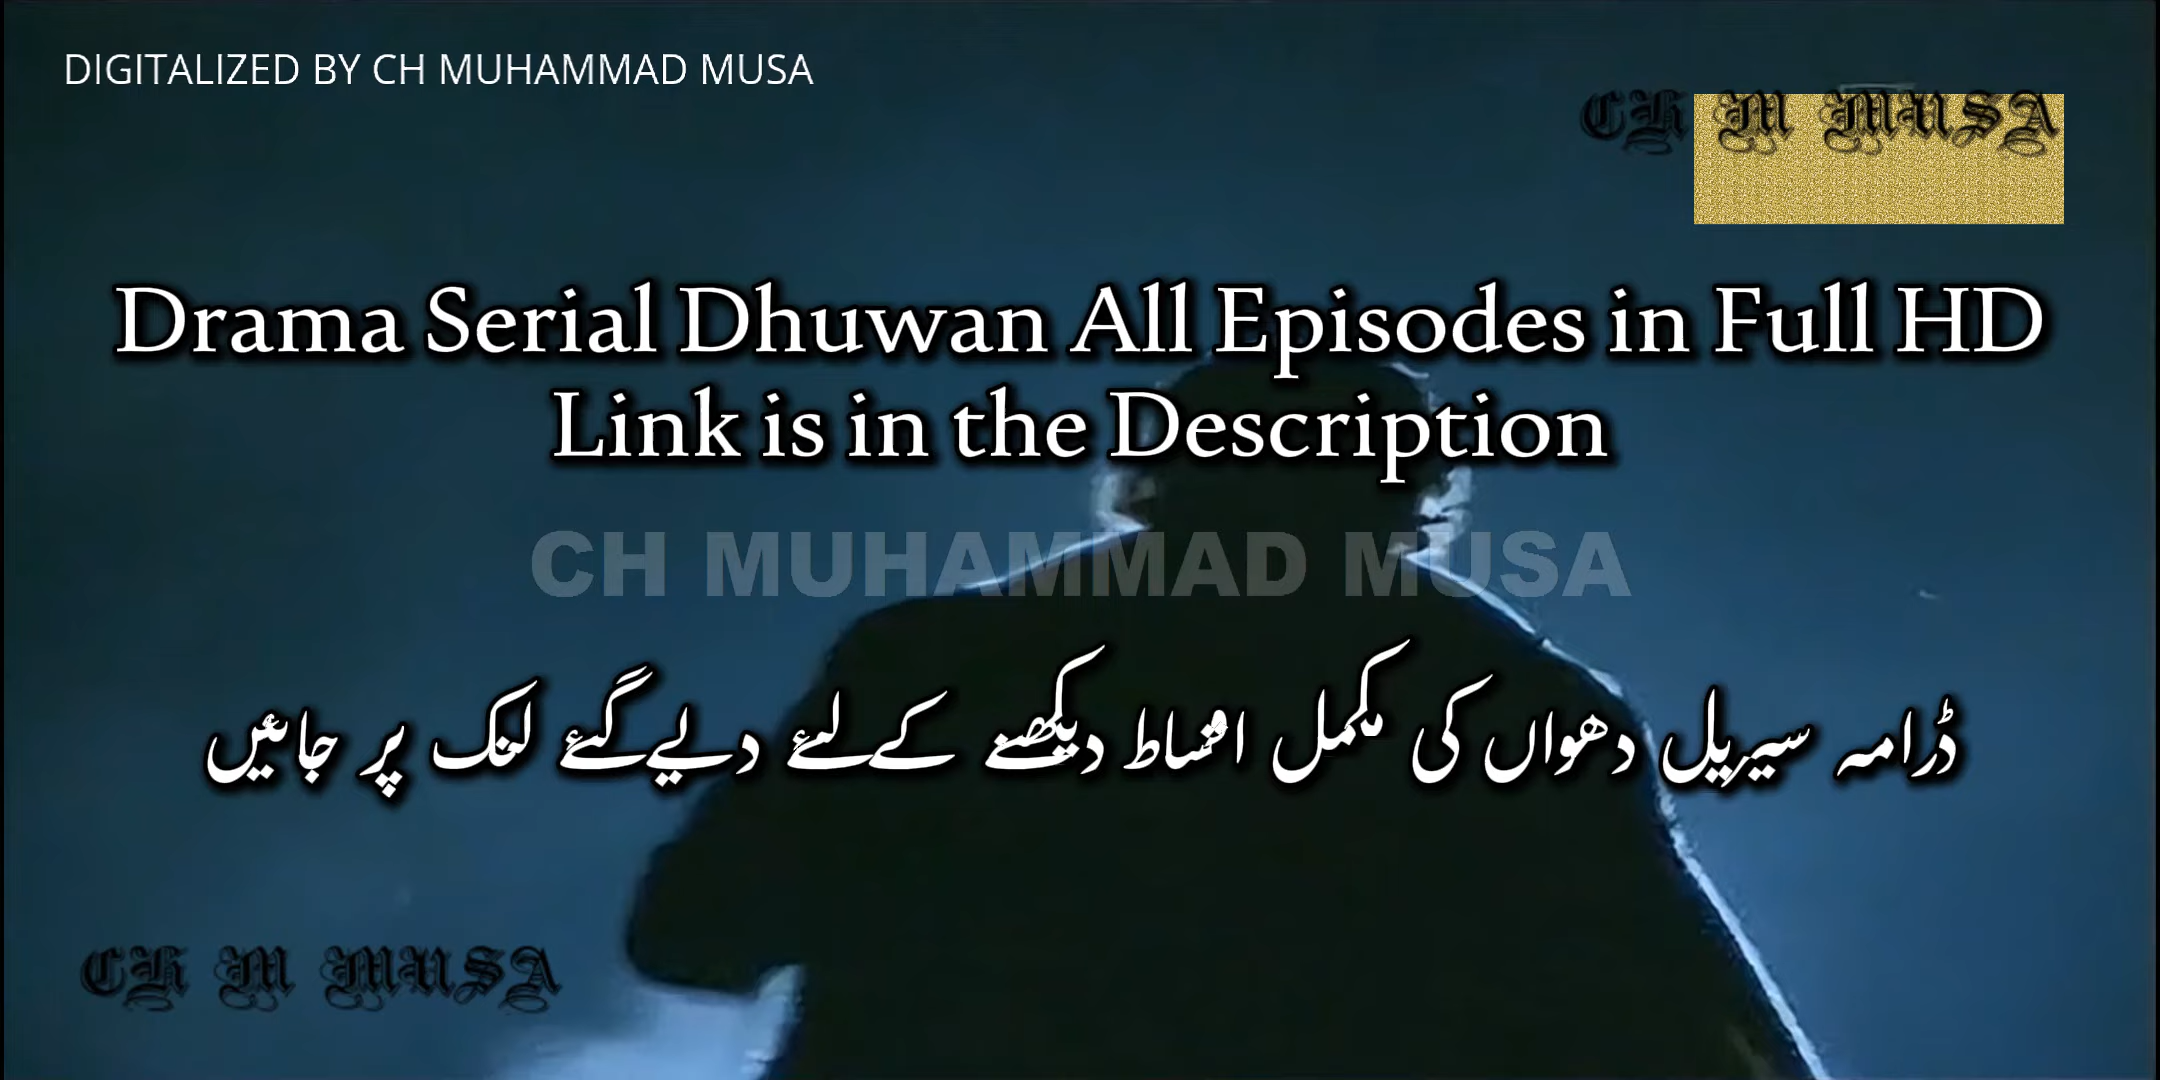 DIGITALIZED BY CH MUHAMMAD MUSA
CH M MUSA
Drama Serial Dhuwan All Episodes in Full HD
Link is in the Description
CH MUHAMMAD MUSA
ڈرامہ سیریل دھواں کی مکمل اقساط دیکھنے کے لئے دیے گئے لنک پر جائیں
CH M MUSA